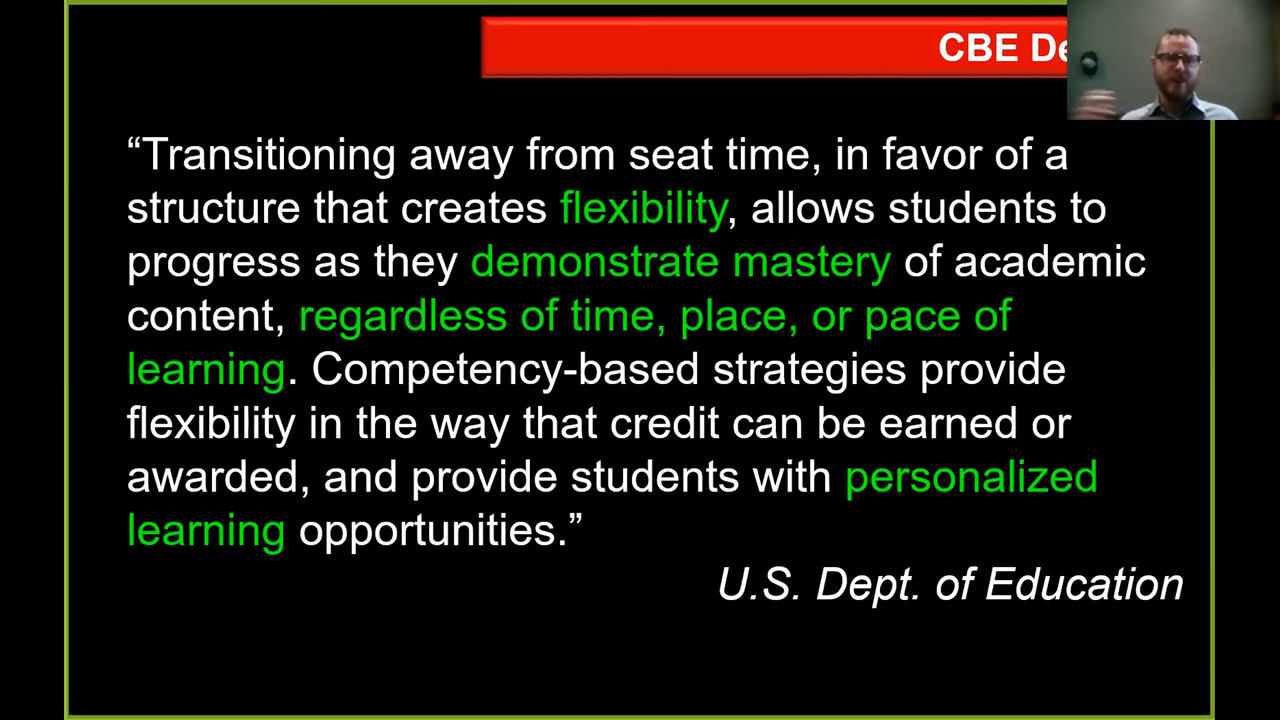 CBE
“Transitioning away from seat time, in favor of a
structure that creates flexibility, allows students to
progress as they demonstrate mastery of academic
content, regardless of time, place, or pace of
learning. Competency-based strategies provide
flexibility in the way that credit can be earned or
awarded, and provide students with personalized
learning opportunities.”
U.S. Dept. of Education